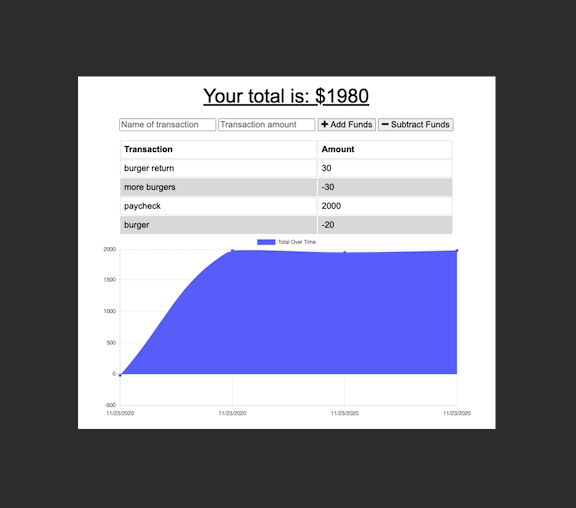 Your total is: $1980
Name of transaction Transaction amount + Add Funds − Subtract Funds
Transaction Amount
burger return 30
more burgers -30
paycheck 2000
burger -20
Total Over Time
2000
1500
1000
500
0
-500
11/23/2020 11/23/2020 11/23/2020 11/23/2020